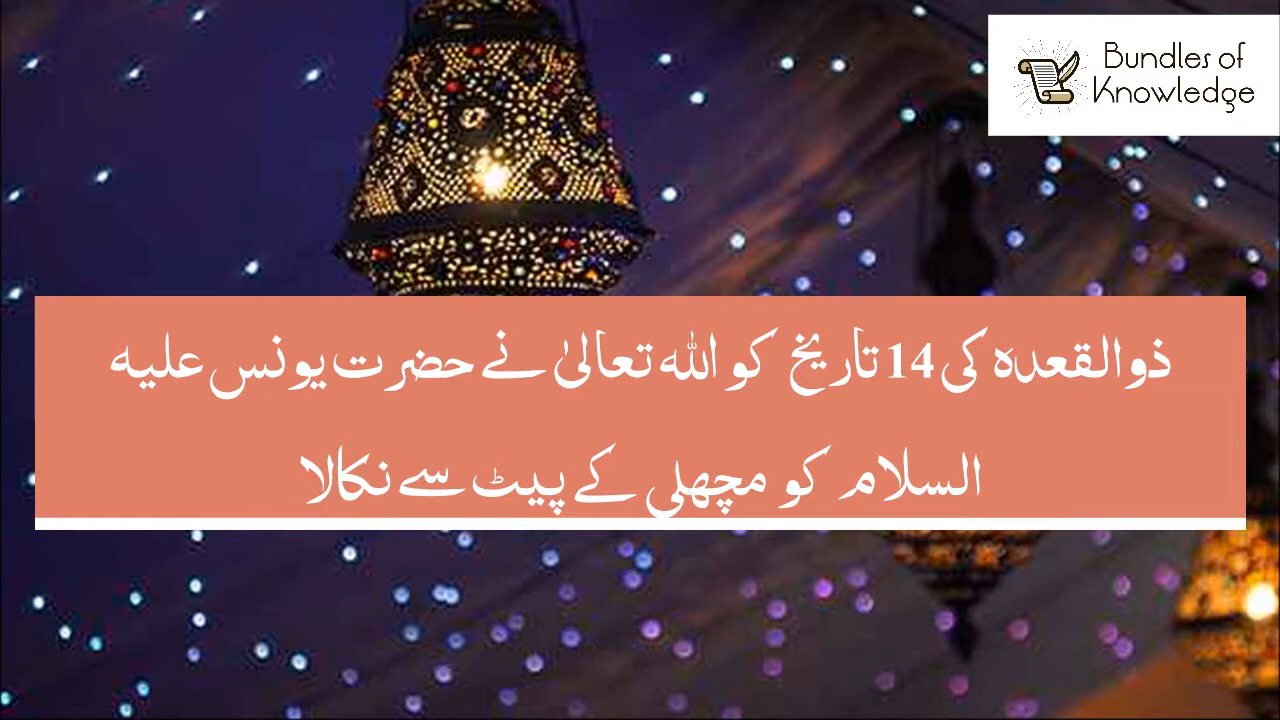 Bundles of
Knowledge
ذوالقعدہ کی 14 تاریخ کو اللہ تعالیٰ نے حضرت یونس علیہ
السلام کو مچھلی کے پیٹ سے نکالا